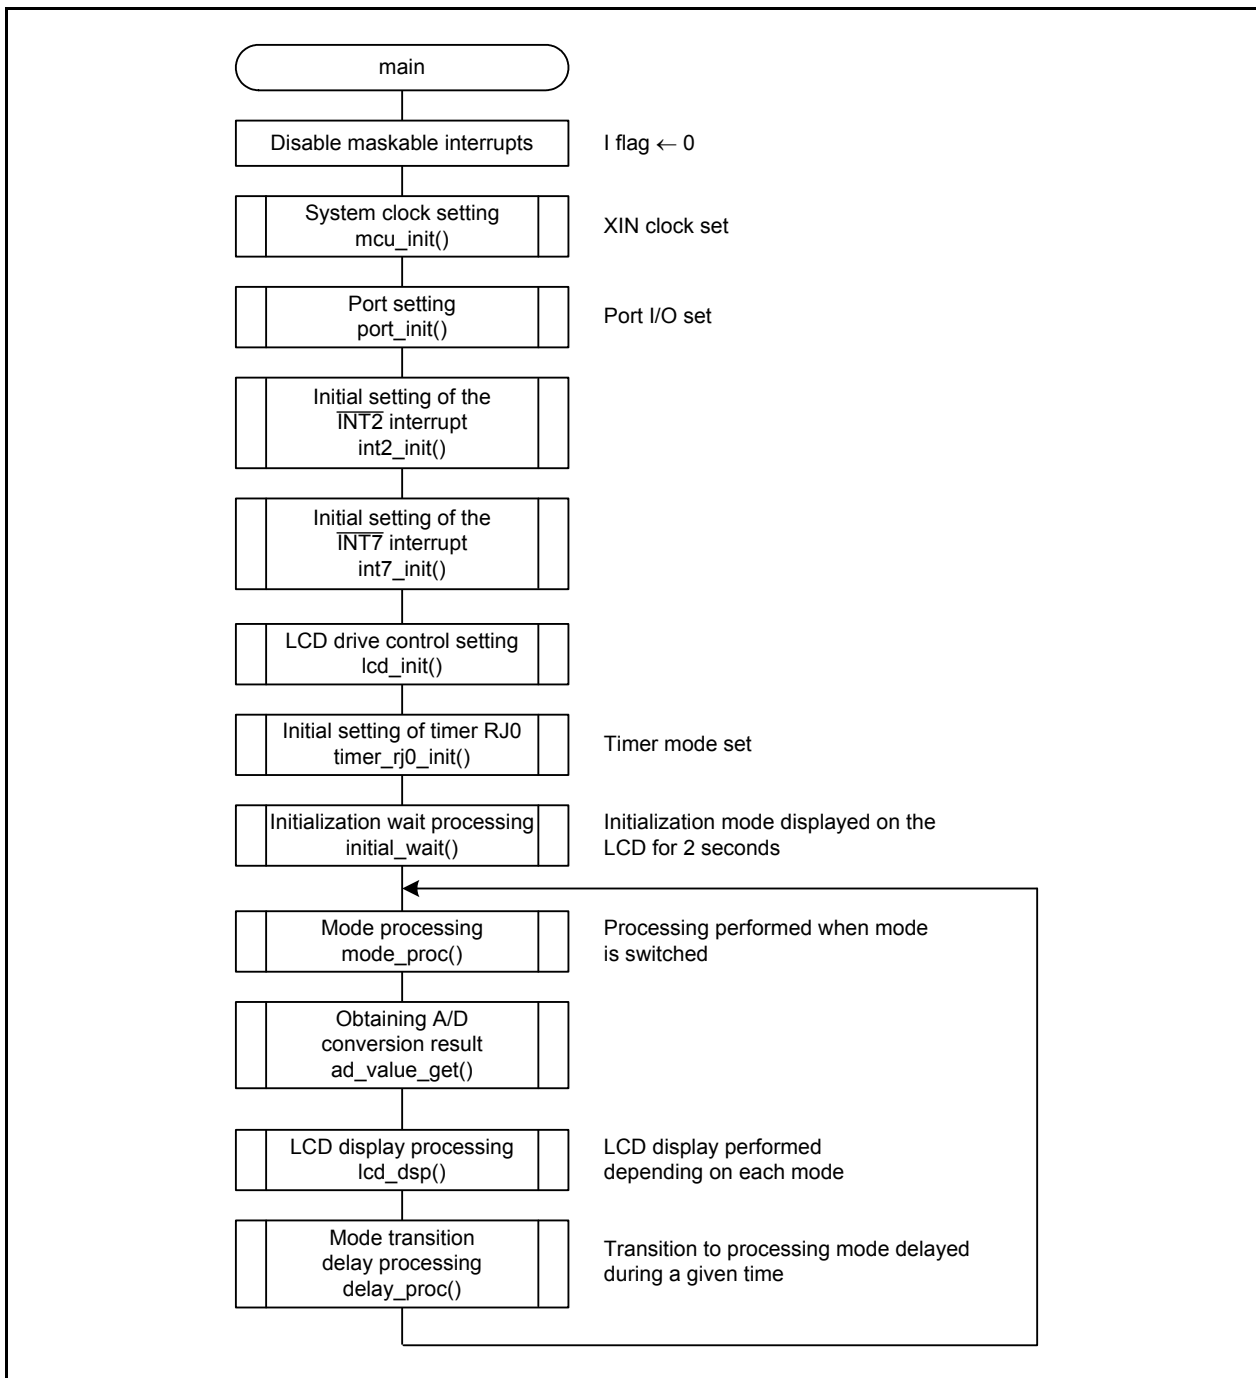 main
Disable maskable interrupts
I flag ← 0
System clock setting
mcu_init()
XIN clock set
Port setting
port_init()
Port I/O set
Initial setting of the
INT2 interrupt
int2_init()
Initial setting of the
INT7 interrupt
int7_init()
LCD drive control setting
lcd_init()
Initial setting of timer RJ0
timer_rj0_init()
Timer mode set
Initialization wait processing
initial_wait()
Initialization mode displayed on the
LCD for 2 seconds
Mode processing
mode_proc()
Processing performed when mode
is switched
Obtaining A/D
conversion result
ad_value_get()
LCD display processing
lcd_dsp()
LCD display performed
depending on each mode
Mode transition
delay processing
delay_proc()
Transition to processing mode delayed
during a given time